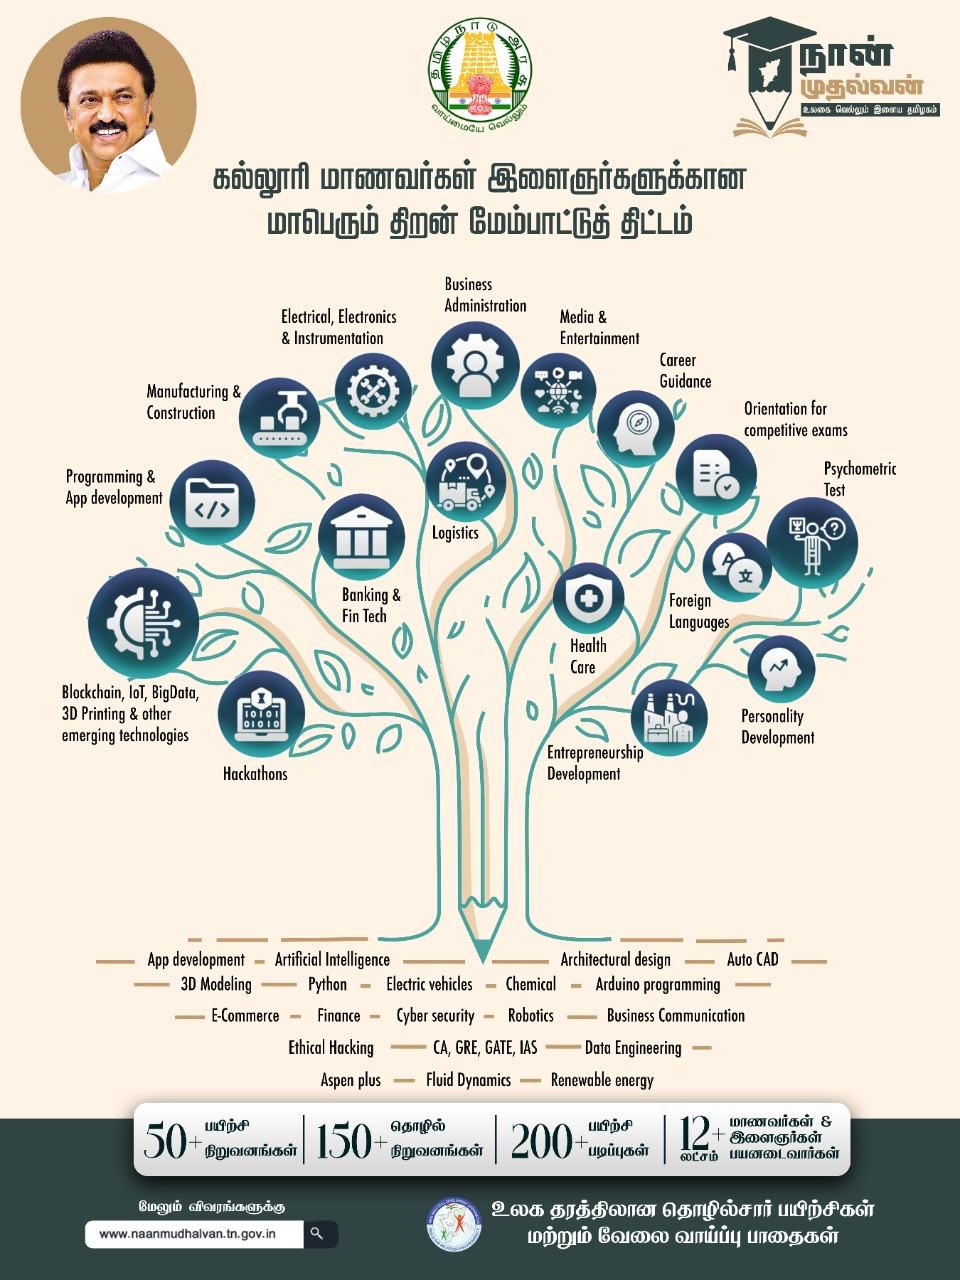 தமிழ்நாடு அரசு
வாய்மையே வெல்லும்
நான்
முதல்வன்
உலகை வெல்லும் இளைய தமிழகம்
கல்லூரி மாணவர்கள் இளைஞர்களுக்கான
மாபெரும் திறன் மேம்பாட்டுத் திட்டம்
Business
Administration
Electrical, Electronics
& Instrumentation
Media &
Entertainment
Career
Guidance
Manufacturing &
Construction
Orientation for
competitive exams
Programming &
App development
Psychometric
Test
Logistics
Banking &
Fin Tech
Foreign
Languages
Health
Care
Blockchain, IoT, BigData,
3D Printing & other
emerging technologies
Personality
Development
Entrepreneurship
Development
Hackathons
App development Artificial Intelligence Architectural design Auto CAD
3D Modeling Python Electric vehicles Chemical Arduino programming
E-Commerce Finance Cyber security Robotics Business Communication
Ethical Hacking CA, GRE, GATE, IAS Data Engineering
Aspen plus Fluid Dynamics Renewable energy
50+ பயிற்சி
நிறுவனங்கள்
150+ தொழில்
நிறுவனங்கள்
200+ பயிற்சி
படிப்புகள்
12+
லட்சம்
மாணவர்கள் &
இளைஞர்கள்
பயனடைவார்கள்
மேலும் விவரங்களுக்கு
www.naanmudhalvan.tn.gov.in
உலக தரத்திலான தொழில்சார் பயிற்சிகள்
மற்றும் வேலை வாய்ப்பு பாதைகள்